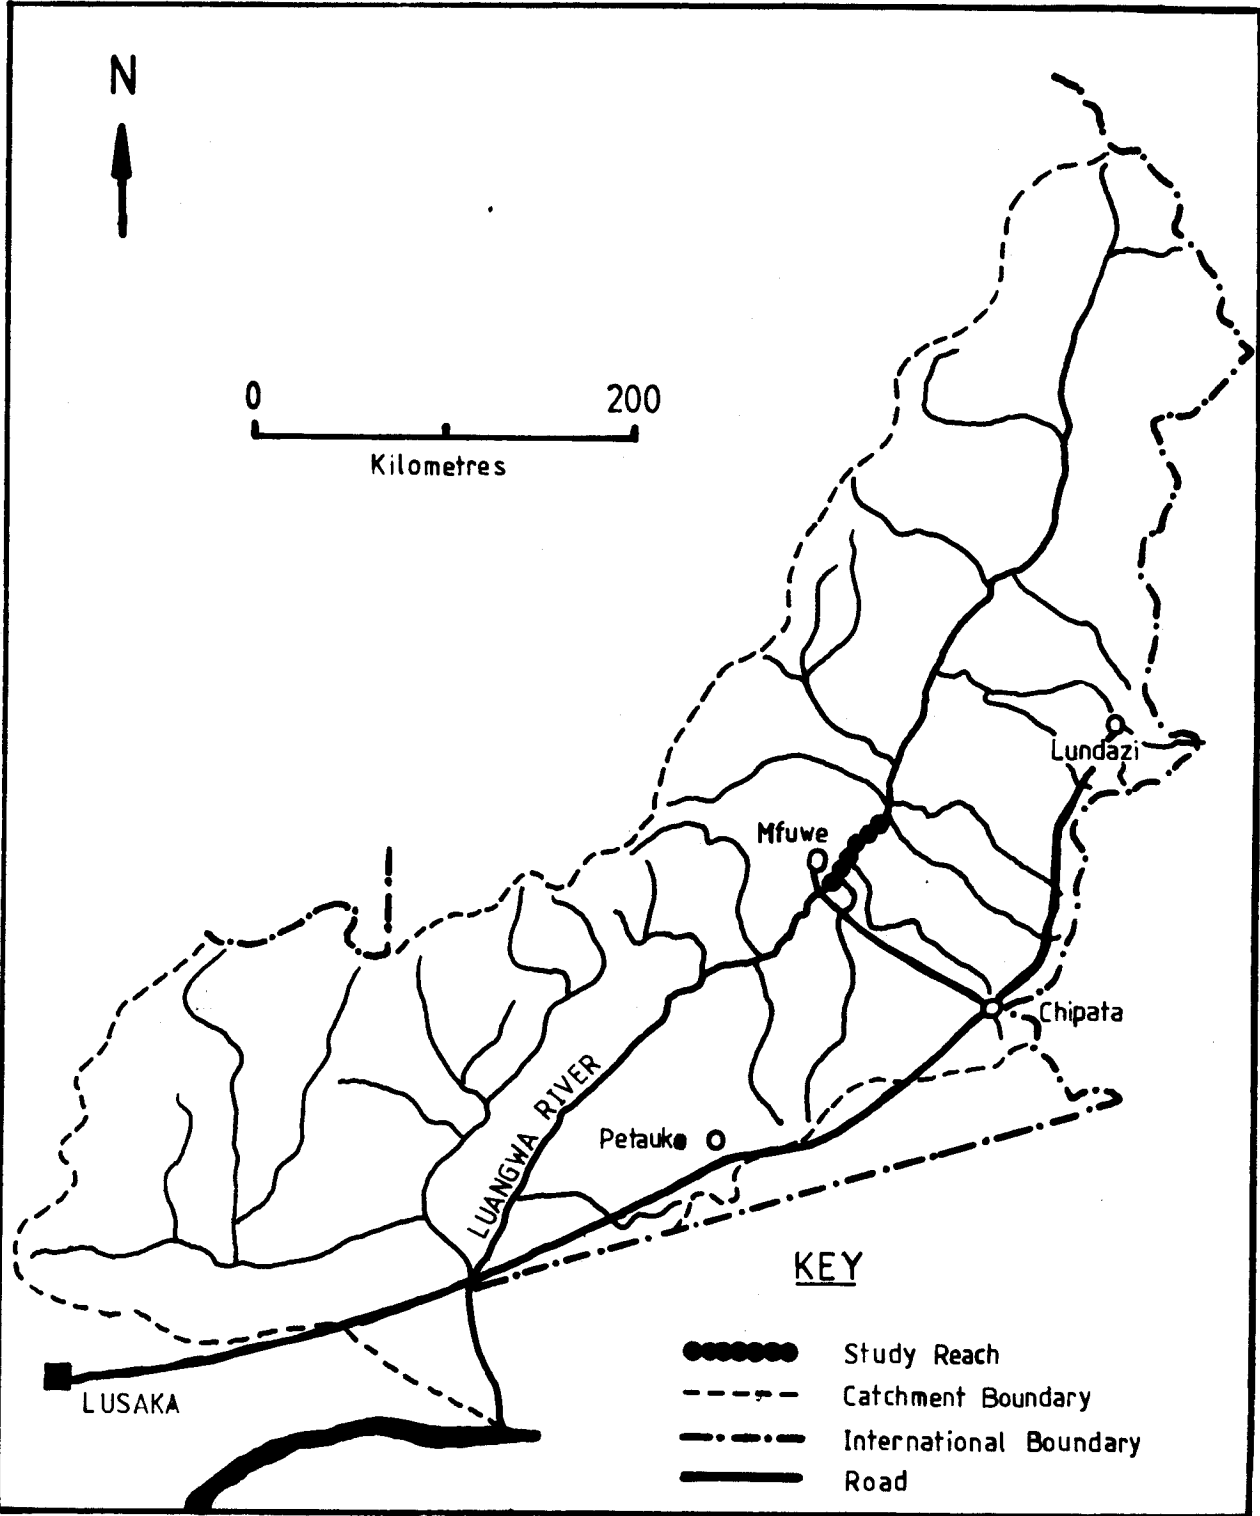 N
0 200
Kilometres
Lundazi
Mfuwe
Chipata
LUANGWA RIVER
Petauke
KEY
Study Reach
Catchment Boundary
International Boundary
Road
LUSAKA